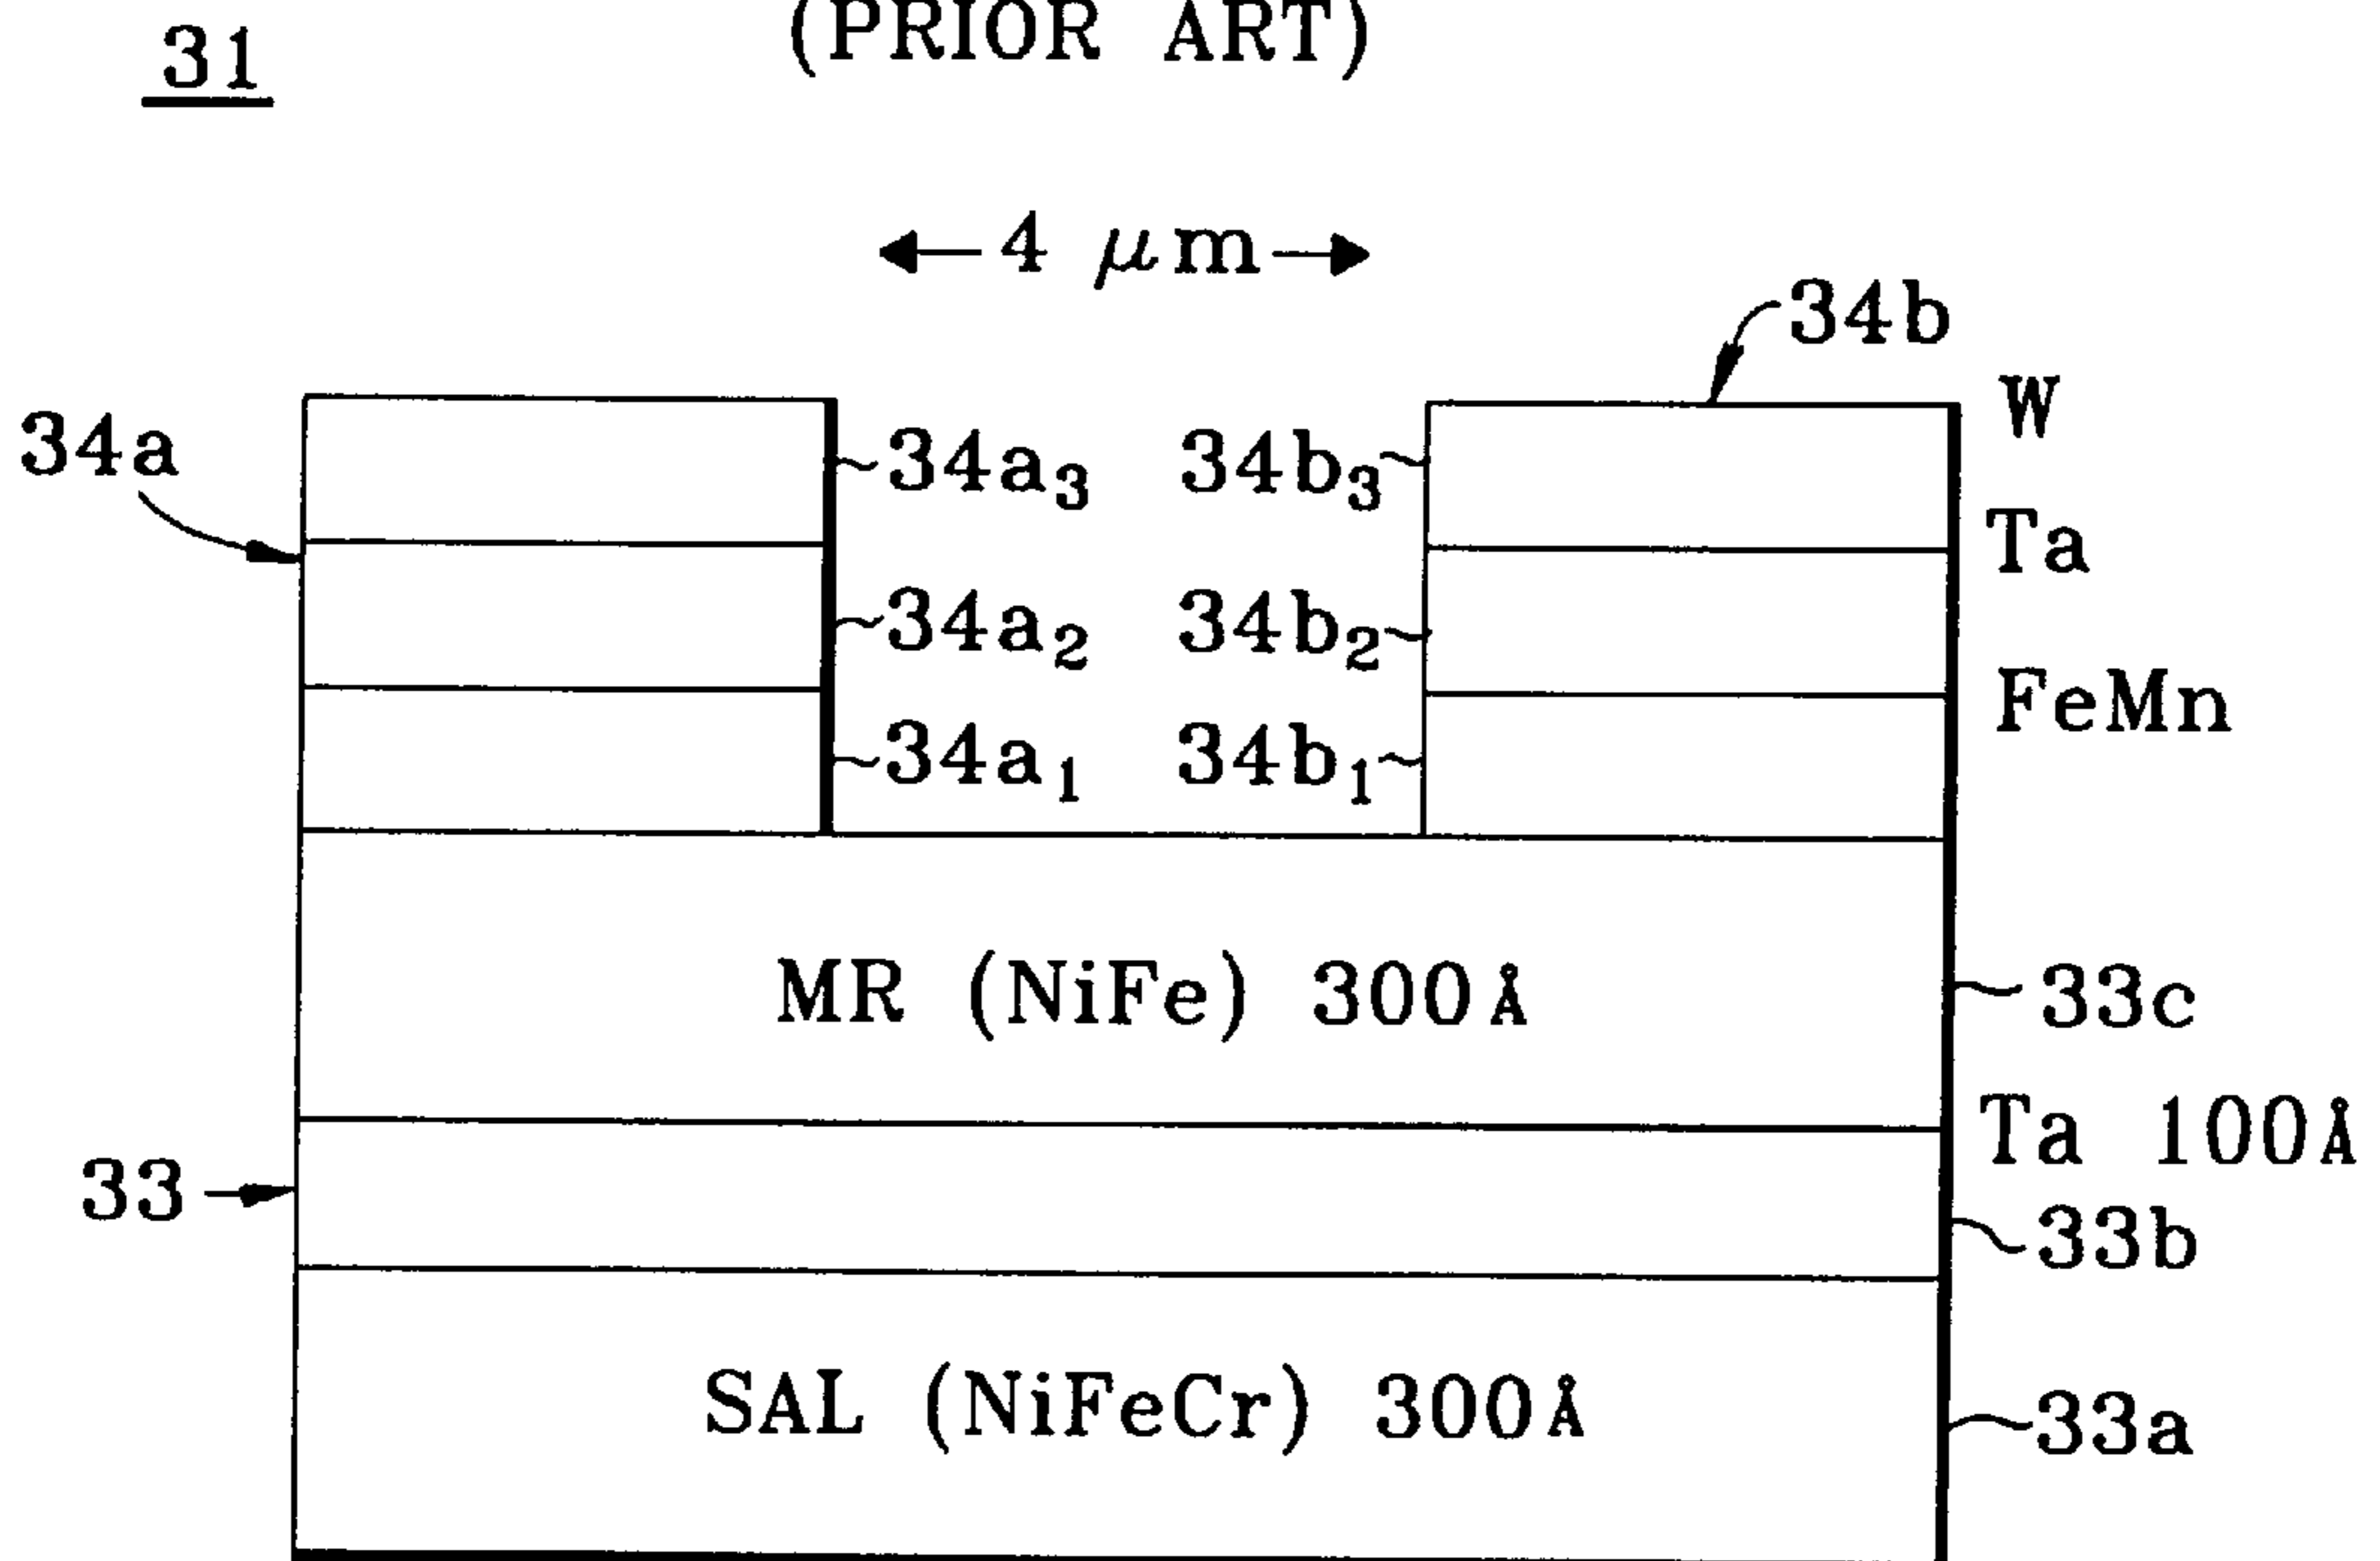 (PRIOR ART)
31
4 μm
34b
W
34a
34a3
34b3
Ta
34a2
34b2
FeMn
34a1
34b1
MR (NiFe) 300Å
33c
Ta 100Å
33
33b
SAL (NiFeCr) 300Å
33a